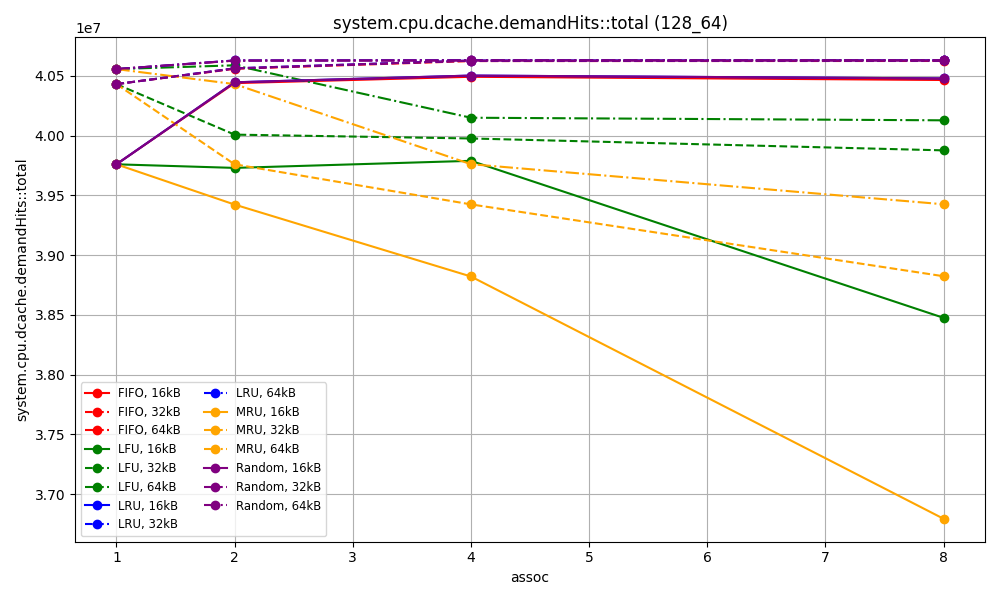 system.cpu.dcache.demandHits::total (128_64)
1e7
4.05
4.00
3.95
3.90
3.85
3.80
3.75
3.70
system.cpu.dcache.demandHits::total
FIFO, 16kB
FIFO, 32kB
FIFO, 64kB
LFU, 16kB
LFU, 32kB
LFU, 64kB
LRU, 16kB
LRU, 32kB
LRU, 64kB
MRU, 16kB
MRU, 32kB
MRU, 64kB
Random, 16kB
Random, 32kB
Random, 64kB
1 2 3 4 5 6 7 8
assoc